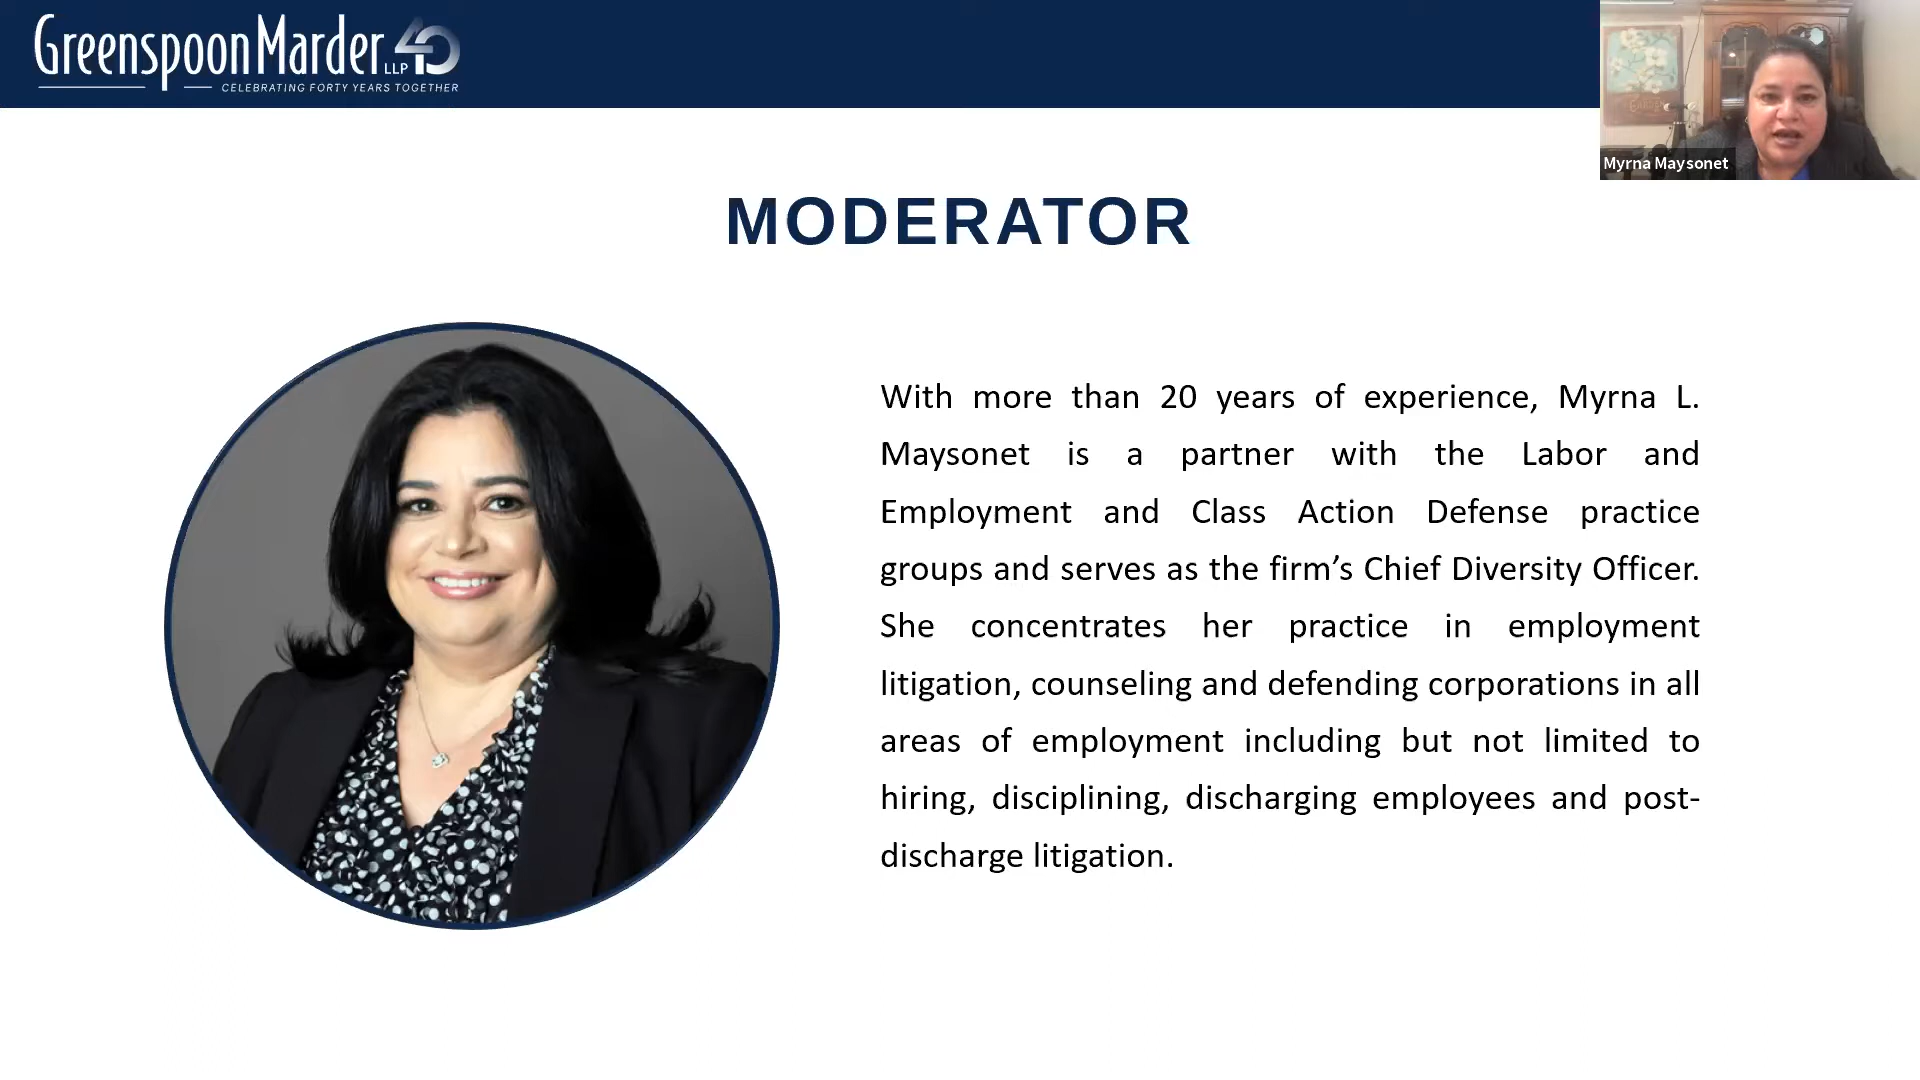 Greenspoon Marder LLP 40
CELEBRATING FORTY YEARS TOGETHER
Myrna Maysonet
MODERATOR
With more than 20 years of experience, Myrna L.
Maysonet is a partner with the Labor and
Employment and Class Action Defense practice
groups and serves as the firm’s Chief Diversity Officer.
She concentrates her practice in employment
litigation, counseling and defending corporations in all
areas of employment including but not limited to
hiring, disciplining, discharging employees and post-
discharge litigation.